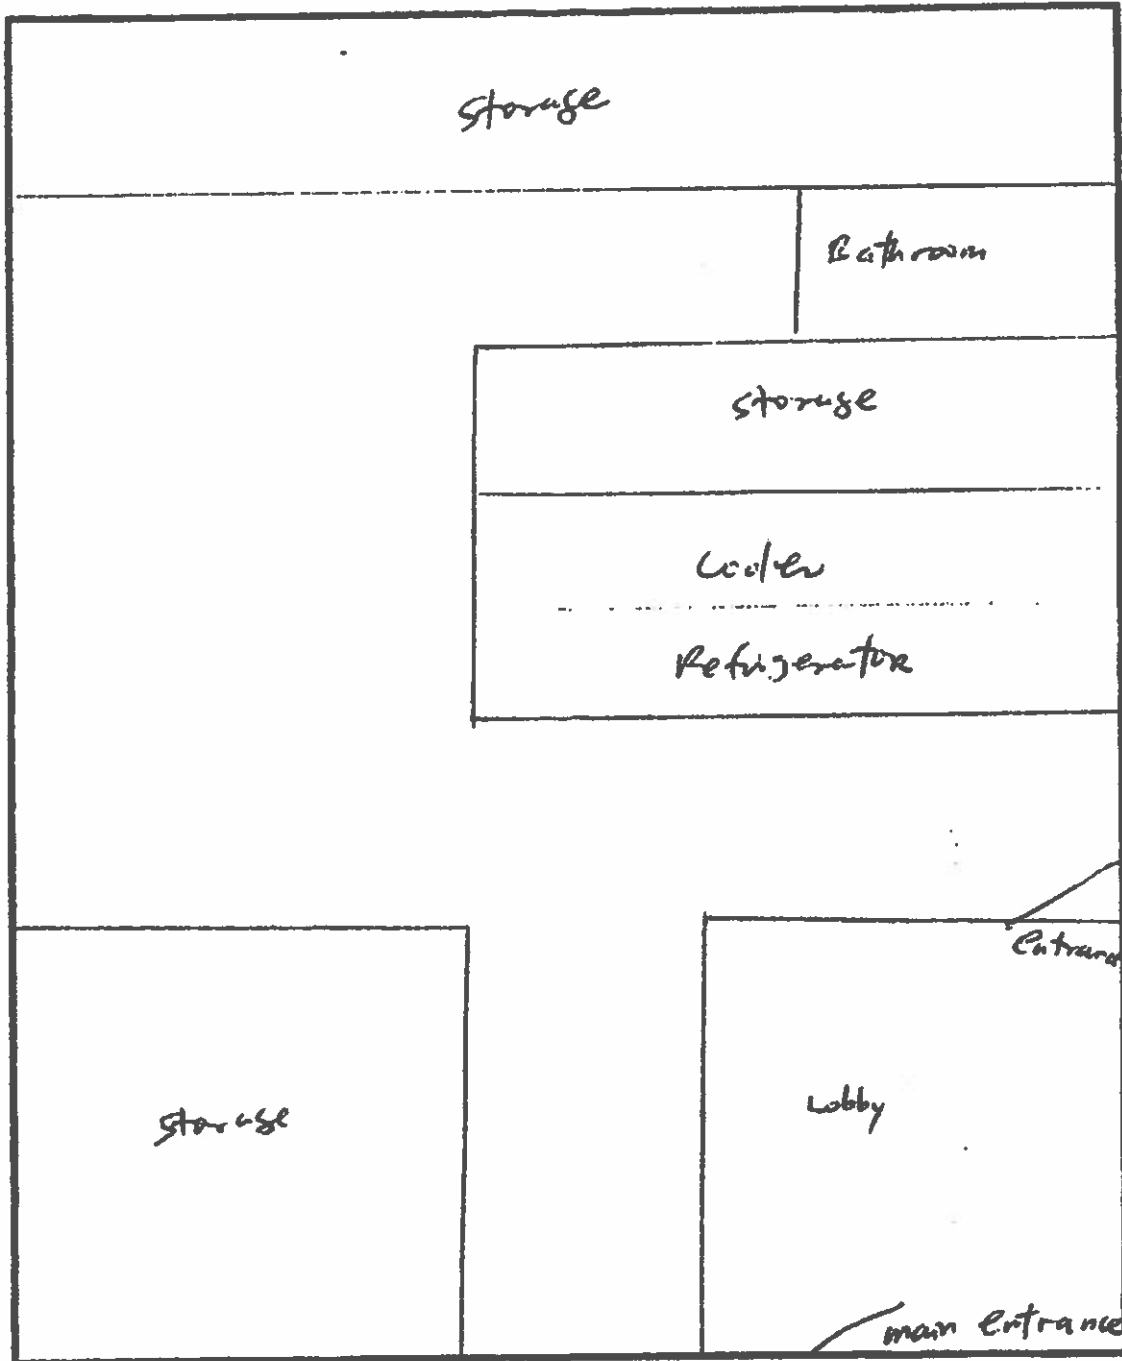 storage
Bathroom
storage
Cooler
Refrigerator
Entrance
storage
Lobby
main entrance